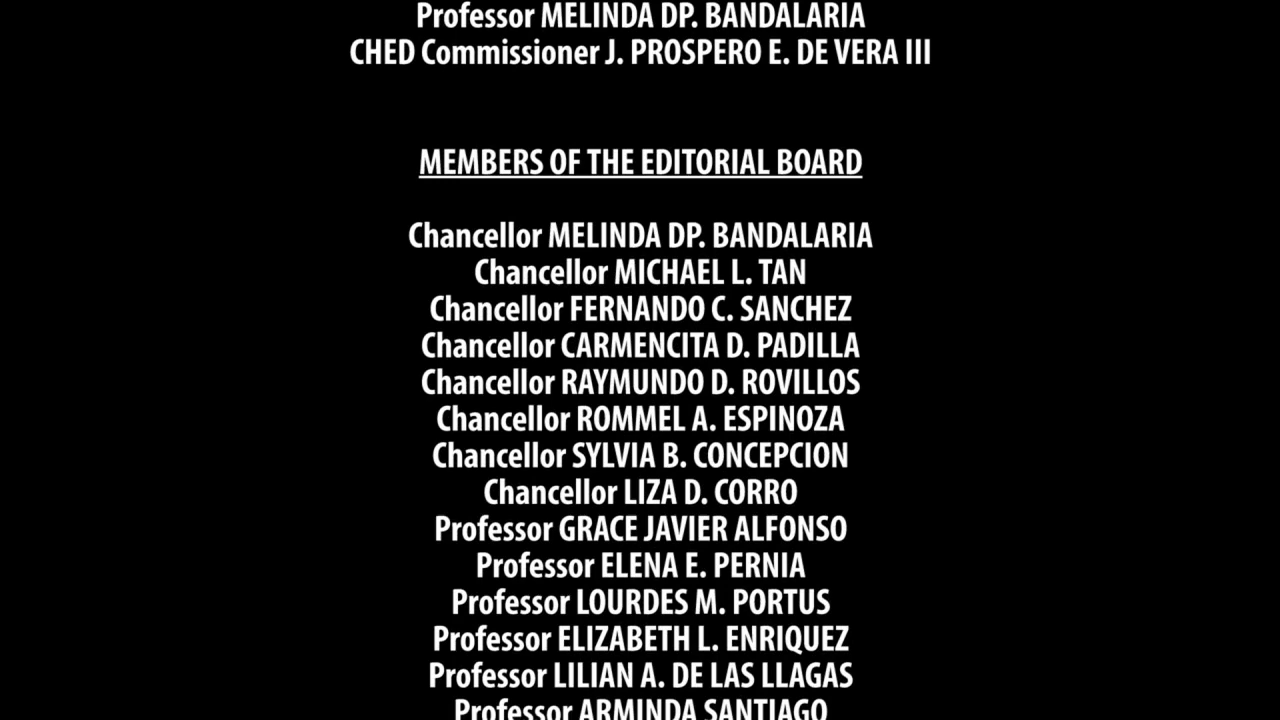 Professor MELINDA DP. BANDALARIA
CHED Commissioner J. PROSPERO E. DE VERA III
MEMBERS OF THE EDITORIAL BOARD
Chancellor MELINDA DP. BANDALARIA
Chancellor MICHAEL L. TAN
Chancellor FERNANDO C. SANCHEZ
Chancellor CARMENCITA D. PADILLA
Chancellor RAYMUNDO D. ROVILLOS
Chancellor ROMMEL A. ESPINOZA
Chancellor SYLVIA B. CONCEPCION
Chancellor LIZA D. CORRO
Professor GRACE JAVIER ALFONSO
Professor ELENA E. PERNIA
Professor LOURDES M. PORTUS
Professor ELIZABETH L. ENRIQUEZ
Professor LILIAN A. DE LAS LLAGAS
Professor ARMINDA SANTIAGO